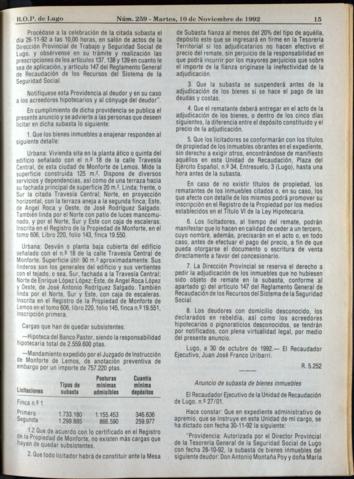 B.O.P. de Lugo
Núm. 259 - Martes, 10 de Noviembre de 1992
15
Procédase a la celebración de la citada subasta el
día 26-11-92 a las 10,00 horas, en salón de actos de la
Dirección Provincial de Trabajo y Seguridad Social de
Lugo, y obsérvense en su trámite y realización las
prescripciones de los artículos 137, 138 y 139 en cuanto le
sea de aplicación, y artículo 147 del Reglamento General
de Recaudación de los Recursos del Sistema de la
Seguridad Social.
Notifíquese esta Providencia al deudor y en su caso
a los acreedores hipotecarios y al cónyuge del deudor".
En cumplimiento de dicha providencia se publica el
presente anuncio y se advierte a las personas que deseen
licitar en dicha subasta lo siguiente:
1. Que los bienes inmuebles a enajenar responden al
siguiente detalle:
Urbana: Vivienda sita en la planta ático o quinta del
edificio señalado con el n.º 18 de la calle Travesía
Central, de esta ciudad de Monforte de Lemos. Mide la
superficie construida 125 m.². Dispone de diversos
servicios y dependencias, así como de una terraza hacia
su fachada principal de superficie 20 m.². Linda: frente, o
Sur la citada Travesía Central; Norte, en proyección
horizontal, con la terraza aneja a la segunda finca; Este,
de Angel Roca y Oeste, de José Rodríguez Salgado.
También linda por el Norte con patio de luces mancomu-
nado, y por el Norte, Sur y Este con caja de escaleras.
Inscrita en el Registro de la Propiedad de Monforte, en el
tomo 606, Libro 220, folio 143, finca 19.550.
Urbana: Desván o planta baja cubierta del edificio
señalado con el n.º 18 de la calle Travesía Central de
Monforte. Superficie útil 90 m.² aproximadamente. Sus
linderos son los generales del edificio y sus vertientes
con el tejado, o sea, Sur, fachada a la Travesía Central;
Norte de Enrique López López; Este, de Angel Roca López
y Oeste, de José Antonio Rodríguez Salgado. También
linda por el Norte, Sur y Este, con caja de escaleras.
Inscrita en el Registro de la Propiedad de Monforte de
Lemos en el tomo 606, libro 220, folio 145, finca n.º 19.551,
inscripción primera.
Cargas que han de quedar subsistentes:
—Hipoteca del Banco Pastor, siendo la responsabilidad
hipotecaria total de 2.559.600 ptas.
—Mandamiento expedido por el Juzgado de Instrucción
de Monforte de Lemos, de anotación preventiva de
embargo por un importe de 757.220 ptas.
Licitaciones
Tipos de
subasta
Posturas
mínimas
admisibles
Cuantía
mínima
depósitos
Finca n.º 1
Primero 1.733.180 1.155.453 346.636
Segunda 1.299.885 866.590 259.977
1.2 Que de acuerdo con lo certificado en el Registro
de la Propiedad de Monforte, no existen más cargas que
hayan de quedar subsistentes.
2. Que todo licitador habrá de constituir ante la Mesa
de Subasta fianza al menos del 20% del tipo de aquélla,
depósito este que se ingresará en firme en la Tesorería
Territorial si los adjudicatarios no hacen efectivo el
precio del remate, sin perjuicio de la responsabilidad en
que podrá incurrir por los mayores perjuicios que sobre
el importe de la fianza originase la inefectividad de la
adjudicación.
3. Que la subasta se suspenderá antes de la
adjudicación de los bienes si se hace el pago de las
deudas y costas.
4. Que el rematante deberá entregar en el acto de la
adjudicación de los bienes, o dentro de los cinco días
siguientes, la diferencia entre el depósito constituido y el
precio de la adjudicación.
5. Que los licitadores se conformarán con los títulos
de propiedad de los inmuebles obrantes en el expediente,
sin derecho a exigir otros, encontrándose de manifiesto
aquéllos en esta Unidad de Recaudación, Plaza del
Ejército Español, n.º 34, Entresuelo, 3 (Lugo), hasta una
hora antes de la subasta.
En caso de no existir títulos de propiedad, los
rematantes de los inmuebles citados o, en su caso, los
que afecte con detalle de los mismos podrá promover su
inscripción en el Registro de la Propiedad por los medios
establecidos en el Título VI de la Ley Hipotecaria.
6. Los licitadores, al tiempo del remate, podrán
manifestar que lo hacen en calidad de ceder a un tercero,
cuyo nombre, además, precisarán en el acto o, en todo
caso, antes de efectuar el pago del precio, a fin de que
pueda otorgarse el documento o escritura de venta
directamente a favor del concesionario.
7. La Dirección Provincial se reserva el derecho a
pedir la adjudicación de los inmuebles que no hubiesen
sido objeto de remate en la subasta, conforme al
apartado g) del artículo 147 del Reglamento General de
Recaudación de los Recursos del Sistema de la Seguridad
Social.
8. Los deudores con domicilio desconocido, los
declarados en rebeldía, así como los acreedores
hipotecarios o pignoraticios desconocidos, se tendrán
por notificados, con plena virtualidad legal, por medio
del presente anuncio.
Lugo, a 30 de octubre de 1992.— El Recaudador
Ejecutivo, Juan José Franco Uribarri.
R. 5.252
Anuncio de subasta de bienes inmuebles
El Recaudador Ejecutivo de la Unidad de Recaudación
de Lugo, n.º 27/01.
Hace constar: Que en expediente administrativo de
apremio, que se instruye en esta Unidad de mi cargo, se
ha dictado con fecha 30-11-92 la siguiente:
"Providencia: Autorizada por el Director Provincial
de la Tesorería General de la Seguridad Social de Lugo
con fecha 28-10-92, la subasta de bienes inmuebles del
siguiente deudor: Don Antonio Montaña Poy y doña María